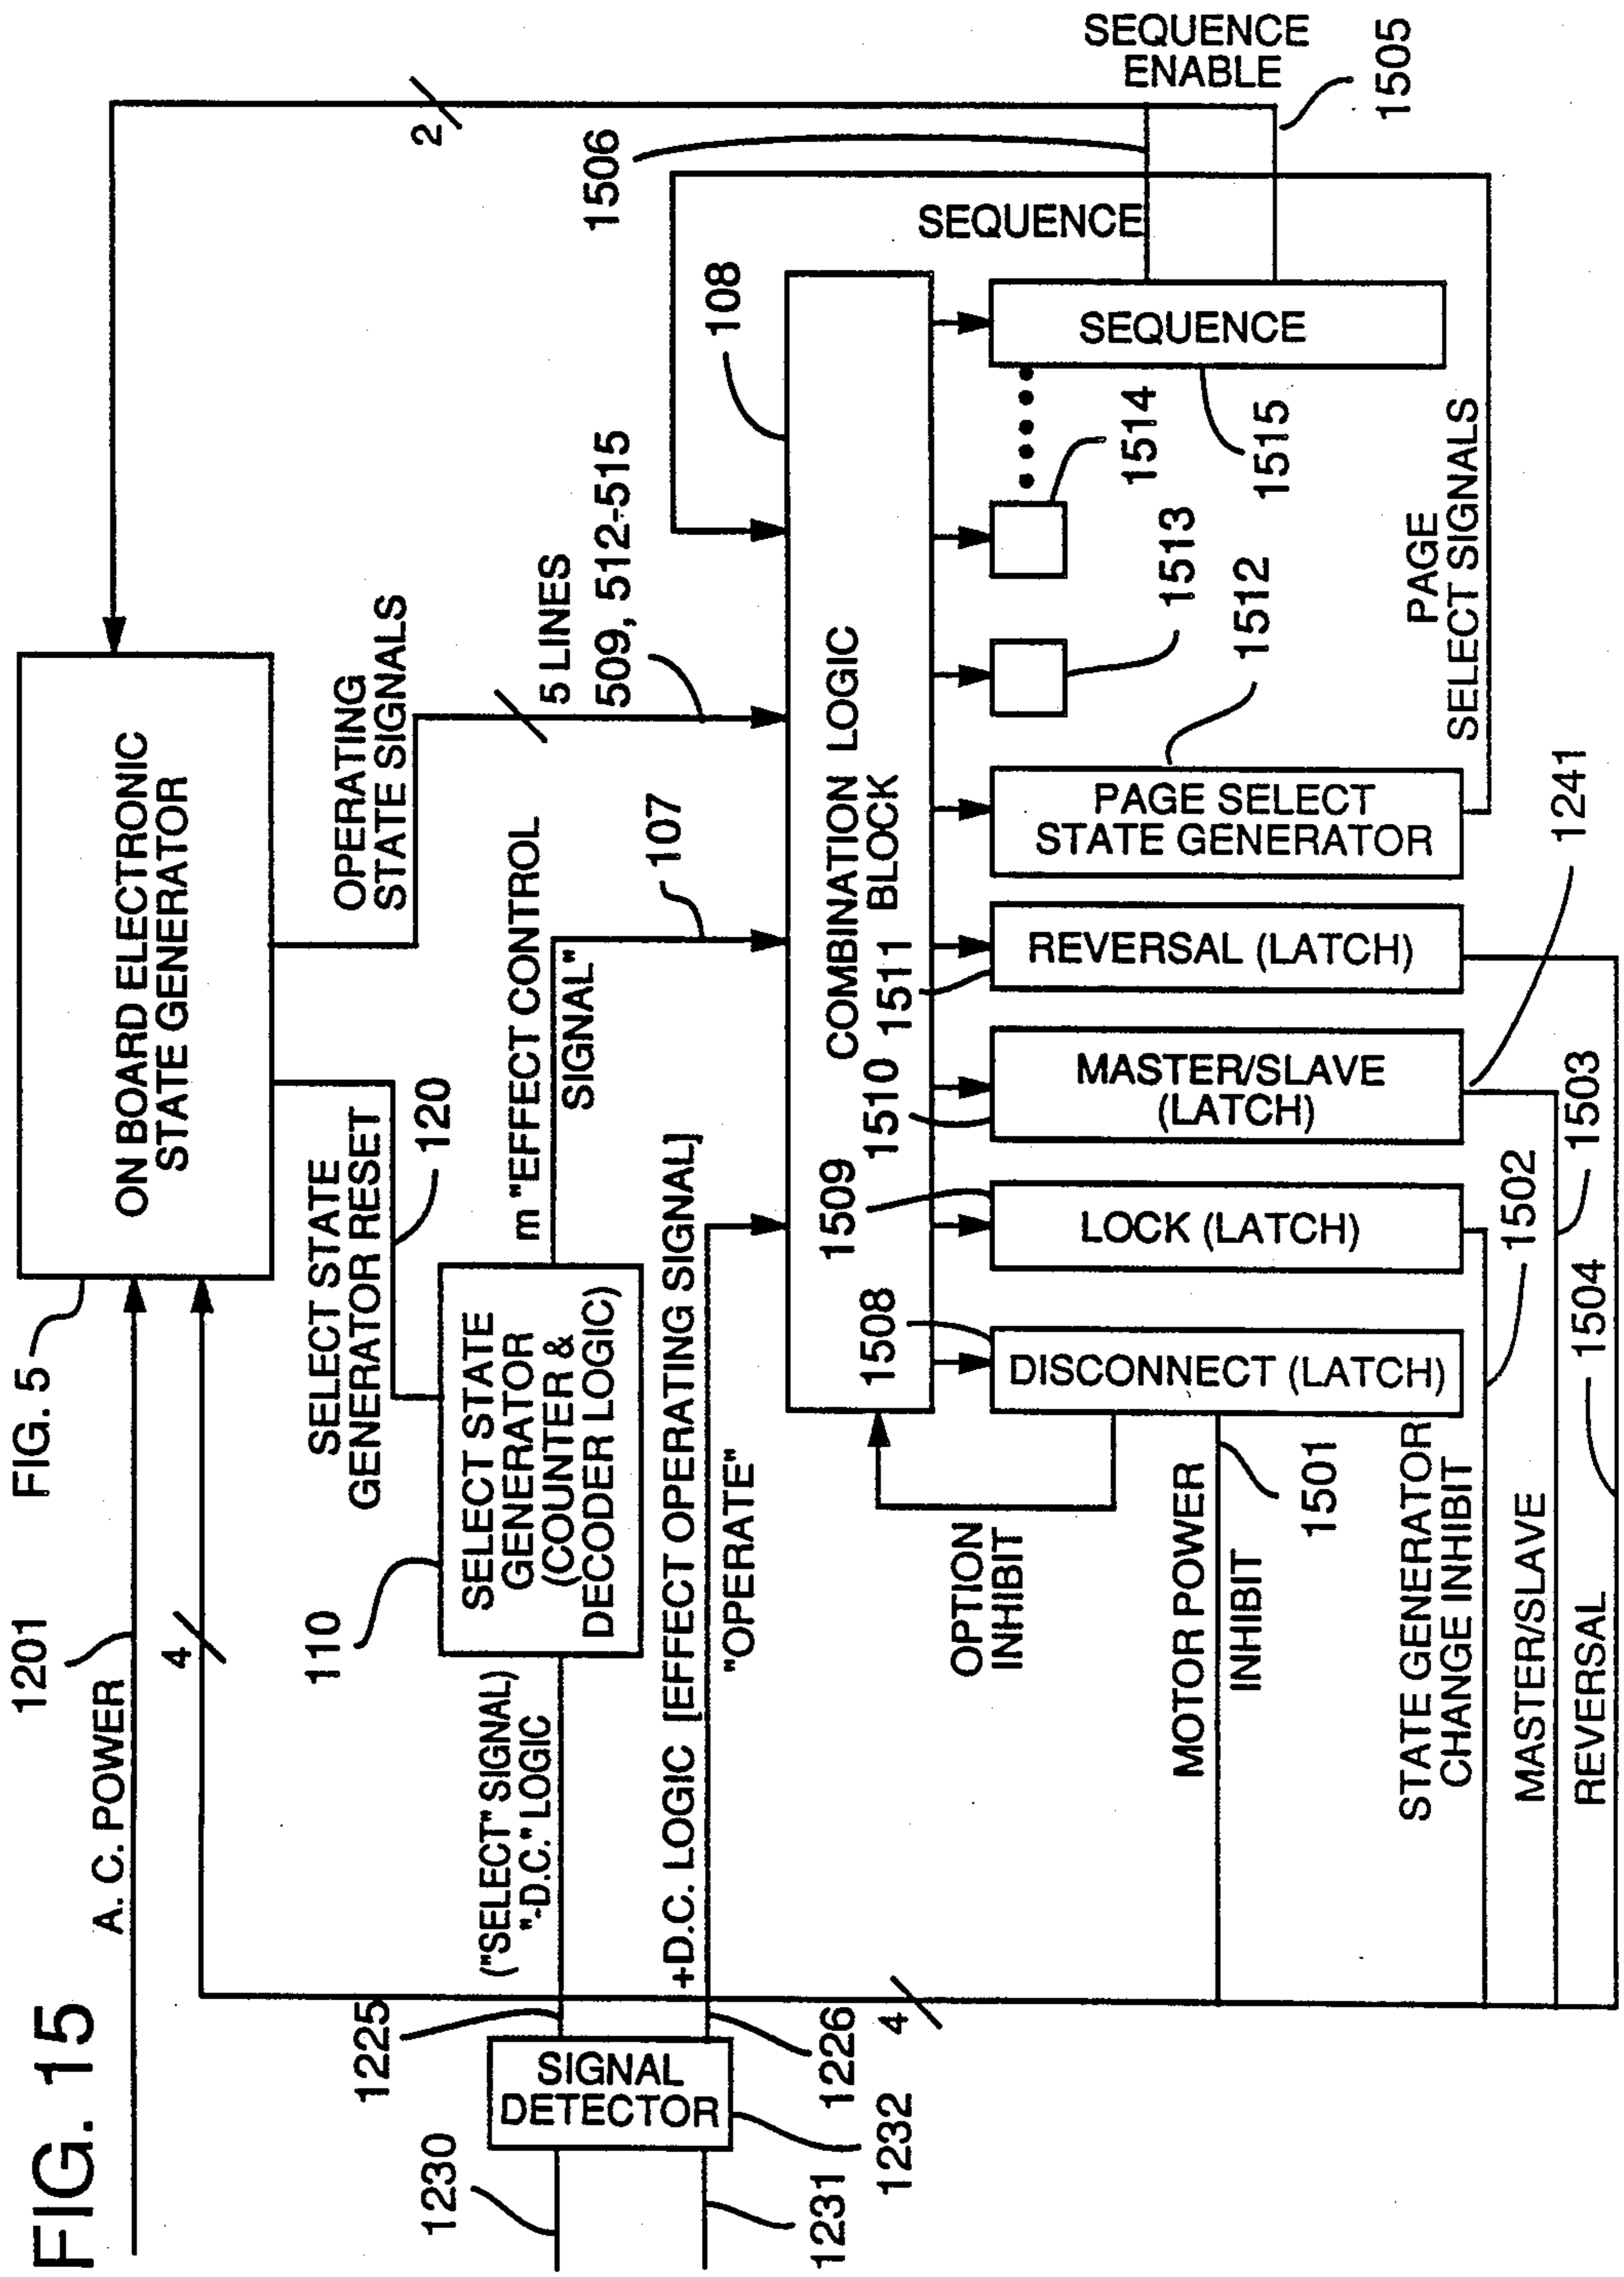 FIG. 15
1201
A. C. POWER
FIG. 5
ON BOARD ELECTRONIC
STATE GENERATOR
4
2
SELECT STATE
GENERATOR RESET
120
OPERATING
STATE SIGNALS
110
SELECT STATE
GENERATOR
(COUNTER &
DECODER LOGIC)
m "EFFECT CONTROL
SIGNAL"
107
5 LINES
509, 512-515
1506
SEQUENCE
ENABLE
1505
SEQUENCE
1225
("SELECT" SIGNAL)
"-D.C." LOGIC
1230
SIGNAL
DETECTOR
1231
1232
1226
+D.C. LOGIC [EFFECT OPERATING SIGNAL]
"OPERATE"
108
COMBINATION LOGIC
BLOCK
4
OPTION
INHIBIT
1508
1509
1510
1511
DISCONNECT (LATCH)
LOCK (LATCH)
MASTER/SLAVE
(LATCH)
REVERSAL (LATCH)
PAGE SELECT
STATE GENERATOR
SEQUENCE
1512
1513
1514
1515
MOTOR POWER
INHIBIT
1501
STATE GENERATOR
CHANGE INHIBIT
1502
MASTER/SLAVE
1503
REVERSAL
1504
1241
PAGE
SELECT SIGNALS